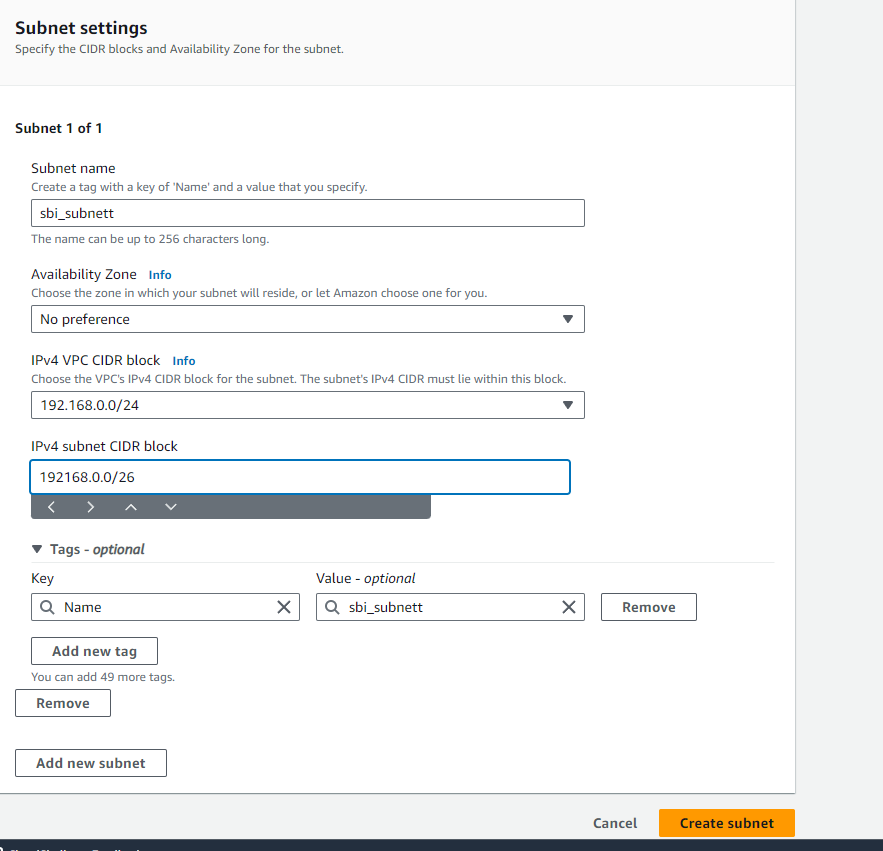 Subnet settings
Specify the CIDR blocks and Availability Zone for the subnet.
Subnet 1 of 1
Subnet name
Create a tag with a key of 'Name' and a value that you specify.
sbi_subnett
The name can be up to 256 characters long.
Availability Zone Info
Choose the zone in which your subnet will reside, or let Amazon choose one for you.
No preference
IPv4 VPC CIDR block Info
Choose the VPC's IPv4 CIDR block for the subnet. The subnet's IPv4 CIDR must lie within this block.
192.168.0.0/24
IPv4 subnet CIDR block
192168.0.0/26
Tags - optional
Key Value - optional
Name sbi_subnett Remove
Add new tag
You can add 49 more tags.
Remove
Add new subnet
Cancel Create subnet